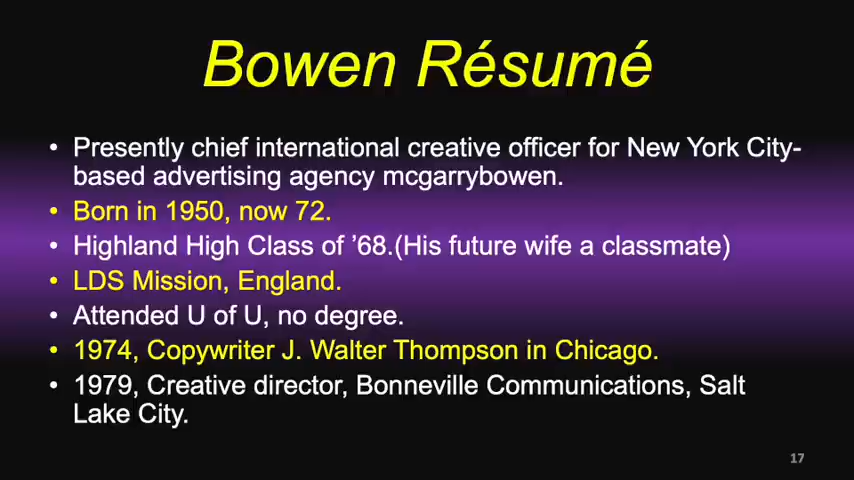 Bowen Résumé
• Presently chief international creative officer for New York City-
based advertising agency mcgarrybowen.
• Born in 1950, now 72.
• Highland High Class of ’68.(His future wife a classmate)
• LDS Mission, England.
• Attended U of U, no degree.
• 1974, Copywriter J. Walter Thompson in Chicago.
• 1979, Creative director, Bonneville Communications, Salt
Lake City.
17